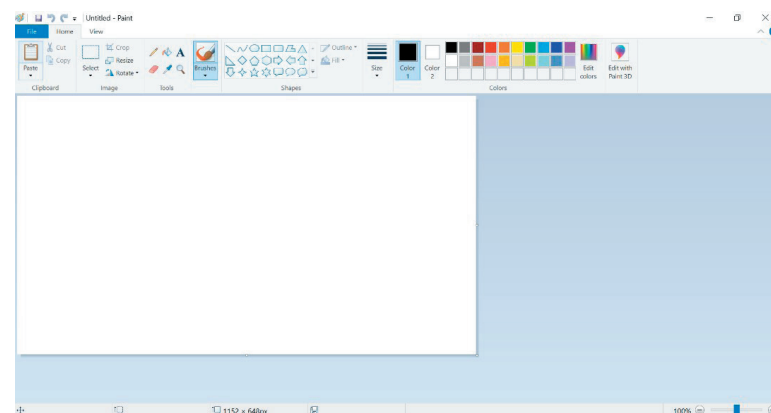 Untitled - Paint
File Home View
Paste
Cut
Copy
Clipboard
Select
Crop
Resize
Rotate
Image
A
Tools
Brushes
Outline
Fill
Shapes
Size
Color 1
Color 2
Colors
Edit colors
Edit with Paint 3D
1152 × 648px
100%